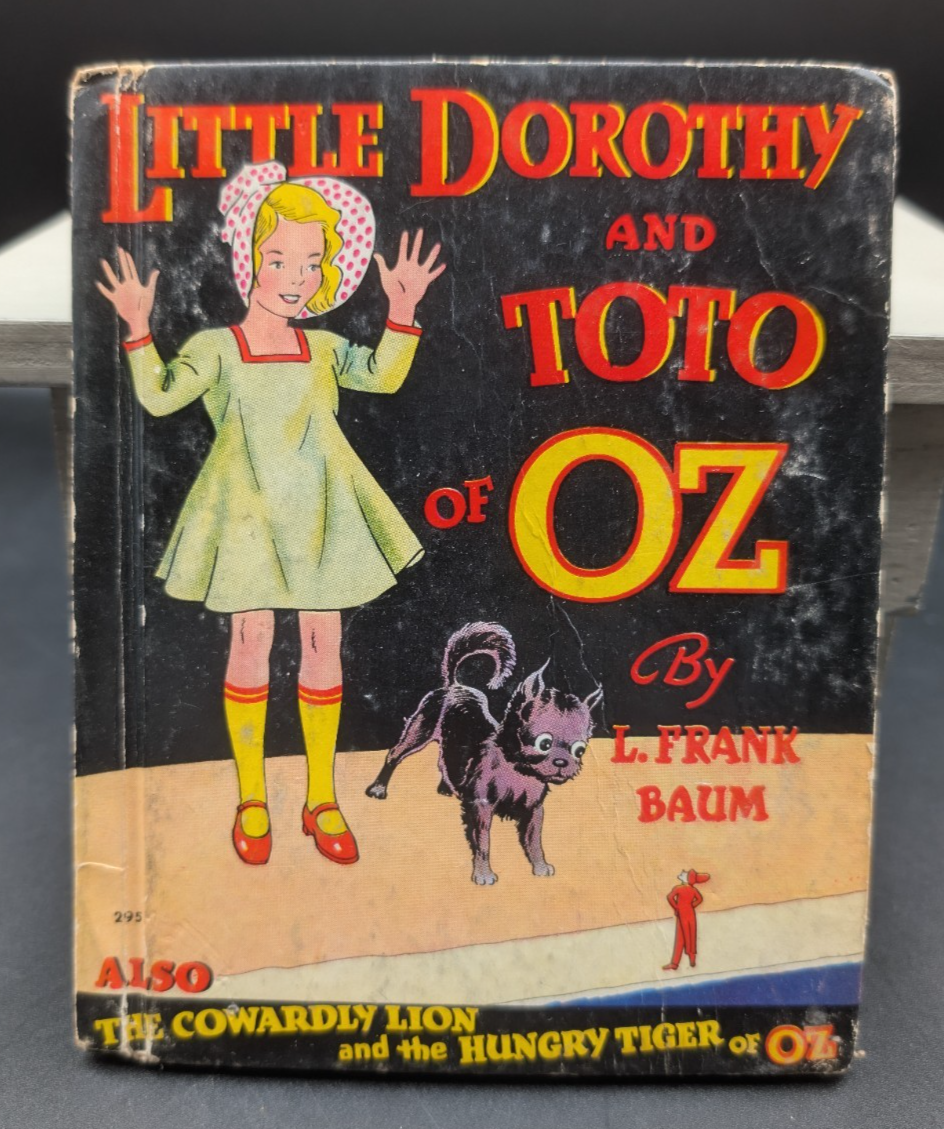 LITTLE DOROTHY
AND
TOTO
OF OZ
By
L. FRANK
BAUM
295
ALSO
THE COWARDLY LION
and the HUNGRY TIGER OF OZ